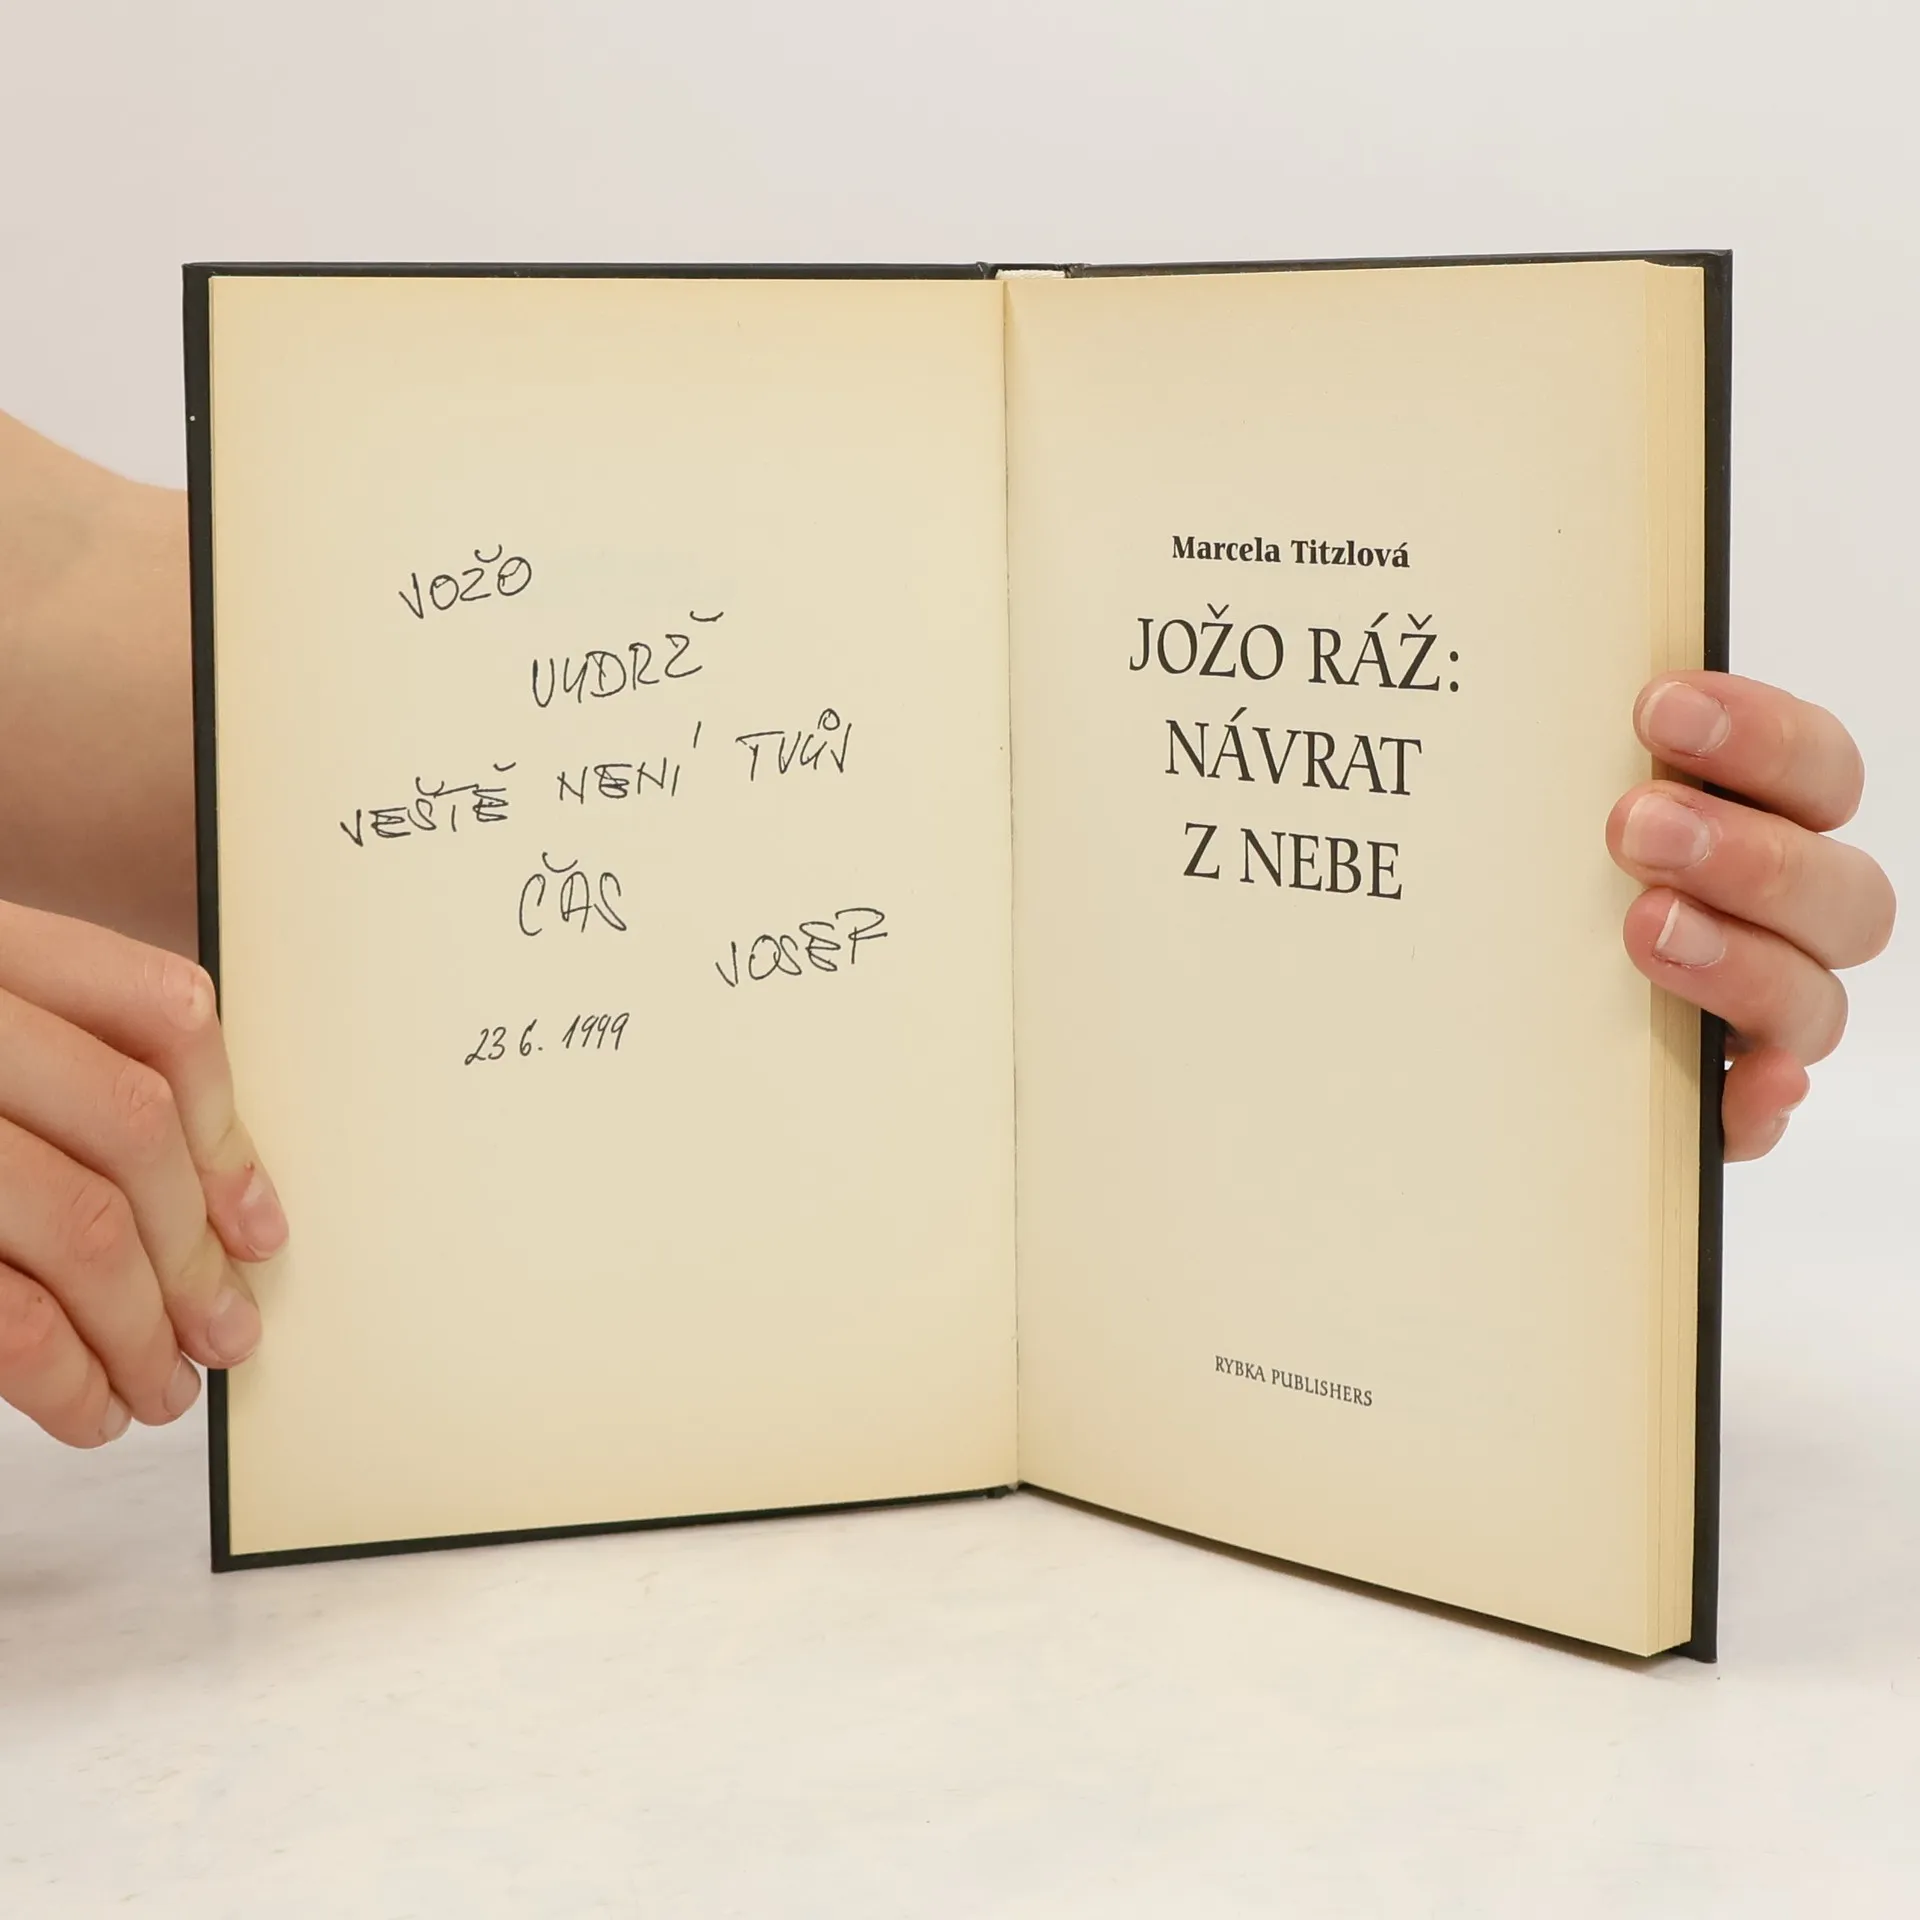 JOŽO
VYDRŽ
JEŠTĚ NENÍ TVŮJ
ČAS
JOSEF
23 6. 1999
Marcela Titzlová
JOŽO RÁŽ:
NÁVRAT
Z NEBE
RYBKA PUBLISHERS